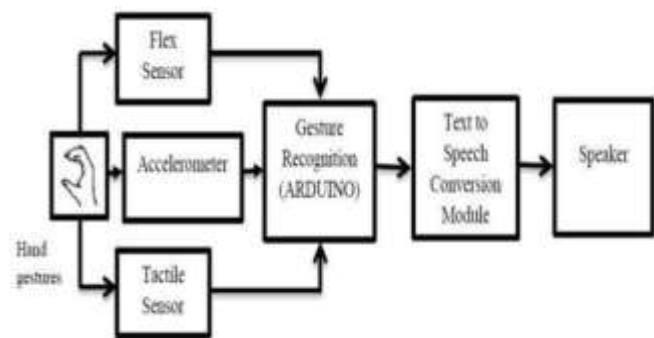 Flex
Sensor
Accelerometer
Tactile
Sensor
Hand
gestures
Gesture
Recognition
(ARDUINO)
Text to
Speech
Conversion
Module
Speaker